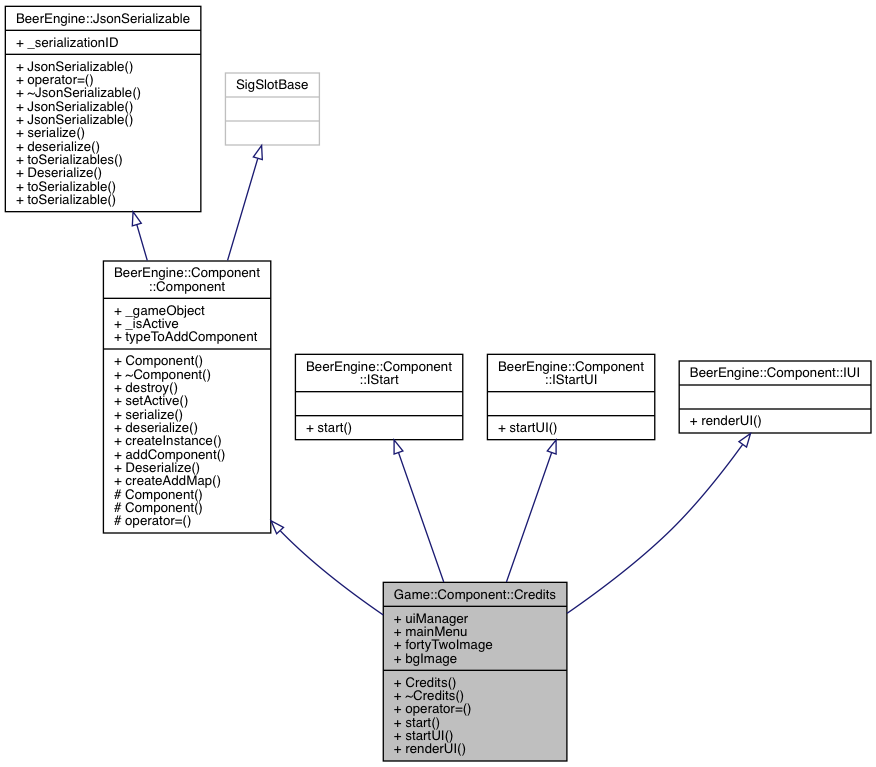 BeerEngine::JsonSerializable
+ _serializationID
+ JsonSerializable()
+ operator=()
+ ~JsonSerializable()
+ JsonSerializable()
+ JsonSerializable()
+ serialize()
+ deserialize()
+ toSerializables()
+ Deserialize()
+ toSerializable()
+ toSerializable()
SigSlotBase
BeerEngine::Component
::Component
+ _gameObject
+ _isActive
+ typeToAddComponent
+ Component()
+ ~Component()
+ destroy()
+ setActive()
+ serialize()
+ deserialize()
+ createInstance()
+ addComponent()
+ Deserialize()
+ createAddMap()
# Component()
# Component()
# operator=()
BeerEngine::Component
::IStart
+ start()
BeerEngine::Component
::IStartUI
+ startUI()
BeerEngine::Component::IUI
+ renderUI()
Game::Component::Credits
+ uiManager
+ mainMenu
+ fortyTwoImage
+ bgImage
+ Credits()
+ ~Credits()
+ operator=()
+ start()
+ startUI()
+ renderUI()